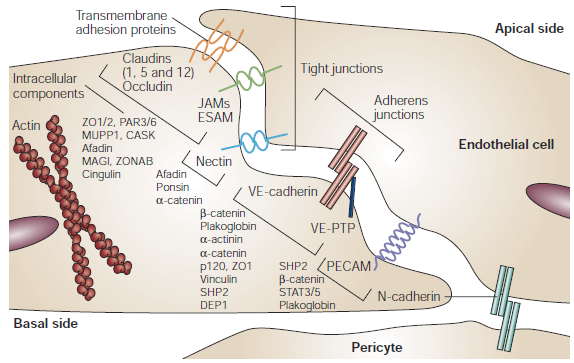 Transmembrane
adhesion proteins
Apical side
Claudins
(1, 5 and 12)
Occludin
Tight junctions
Intracellular
components
JAMs
ESAM
Adherens
junctions
Actin
ZO1/2, PAR3/6
MUPP1, CASK
Afadin
MAGI, ZONAB
Cingulin
Endothelial cell
Nectin
Afadin
Ponsin
α-catenin
VE-cadherin
β-catenin
Plakoglobin
α-actinin
α-catenin
p120, ZO1
Vinculin
SHP2
DEP1
VE-PTP
PECAM
SHP2
β-catenin
STAT3/5
Plakoglobin
N-cadherin
Basal side
Pericyte